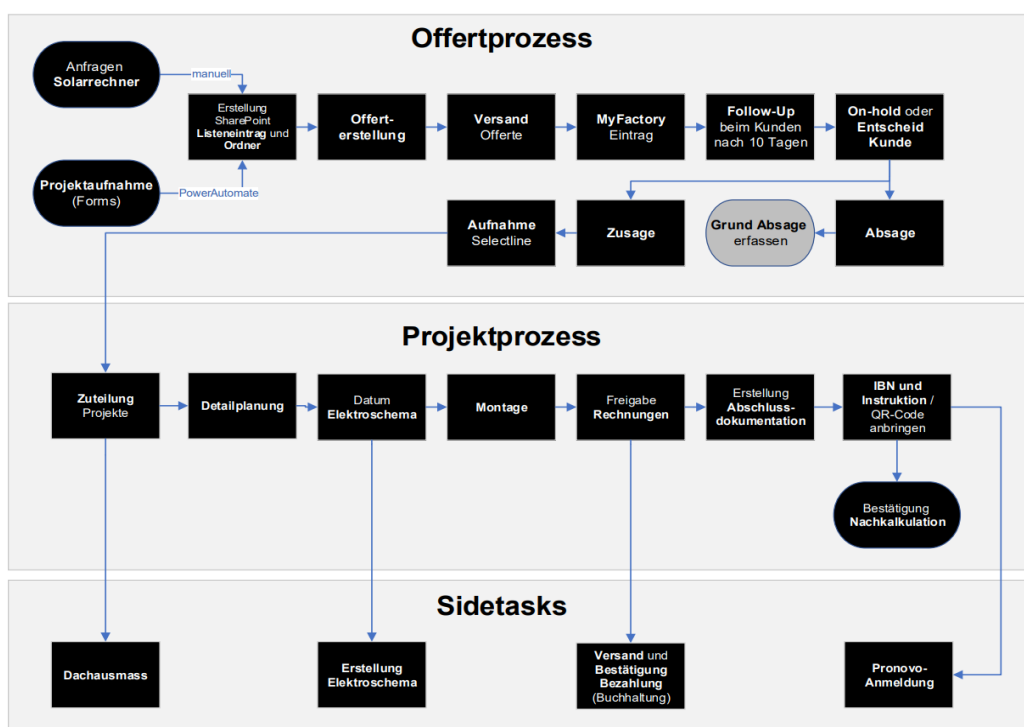 Offertprozess
Anfragen
Solarrechner
manuell
Erstellung
SharePoint
Listeneintrag und
Ordner
Offert-
erstellung
Versand
Offerte
MyFactory
Eintrag
Follow-Up
beim Kunden
nach 10 Tagen
On-hold oder
Entscheid
Kunde
Projektaufnahme
(Forms)
PowerAutomate
Aufnahme
Selectline
Zusage
Grund Absage
erfassen
Absage
Projektprozess
Zuteilung
Projekte
Detailplanung
Datum
Elektroschema
Montage
Freigabe
Rechnungen
Erstellung
Abschluss-
dokumentation
IBN und
Instruktion /
QR-Code
anbringen
Bestätigung
Nachkalkulation
Sidetasks
Dachausmass
Erstellung
Elektroschema
Versand und
Bestätigung
Bezahlung
(Buchhaltung)
Pronovo-
Anmeldung